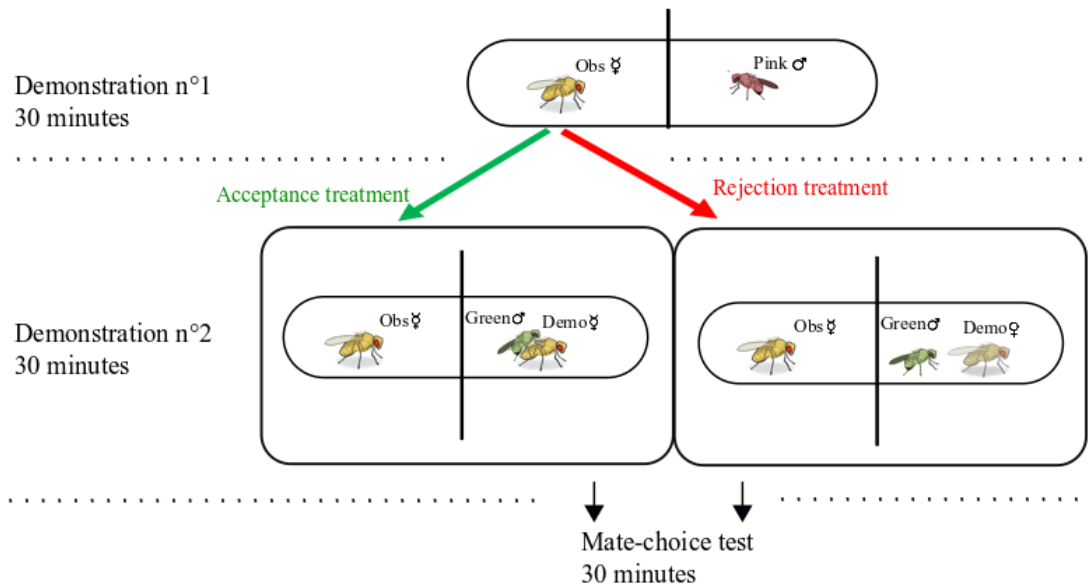 Demonstration n°1
30 minutes
Obs ☿
Pink ♂
Acceptance treatment
Rejection treatment
Demonstration n°2
30 minutes
Obs☿
Green♂
Demo☿
Obs☿
Green♂
Demo♀
Mate-choice test
30 minutes